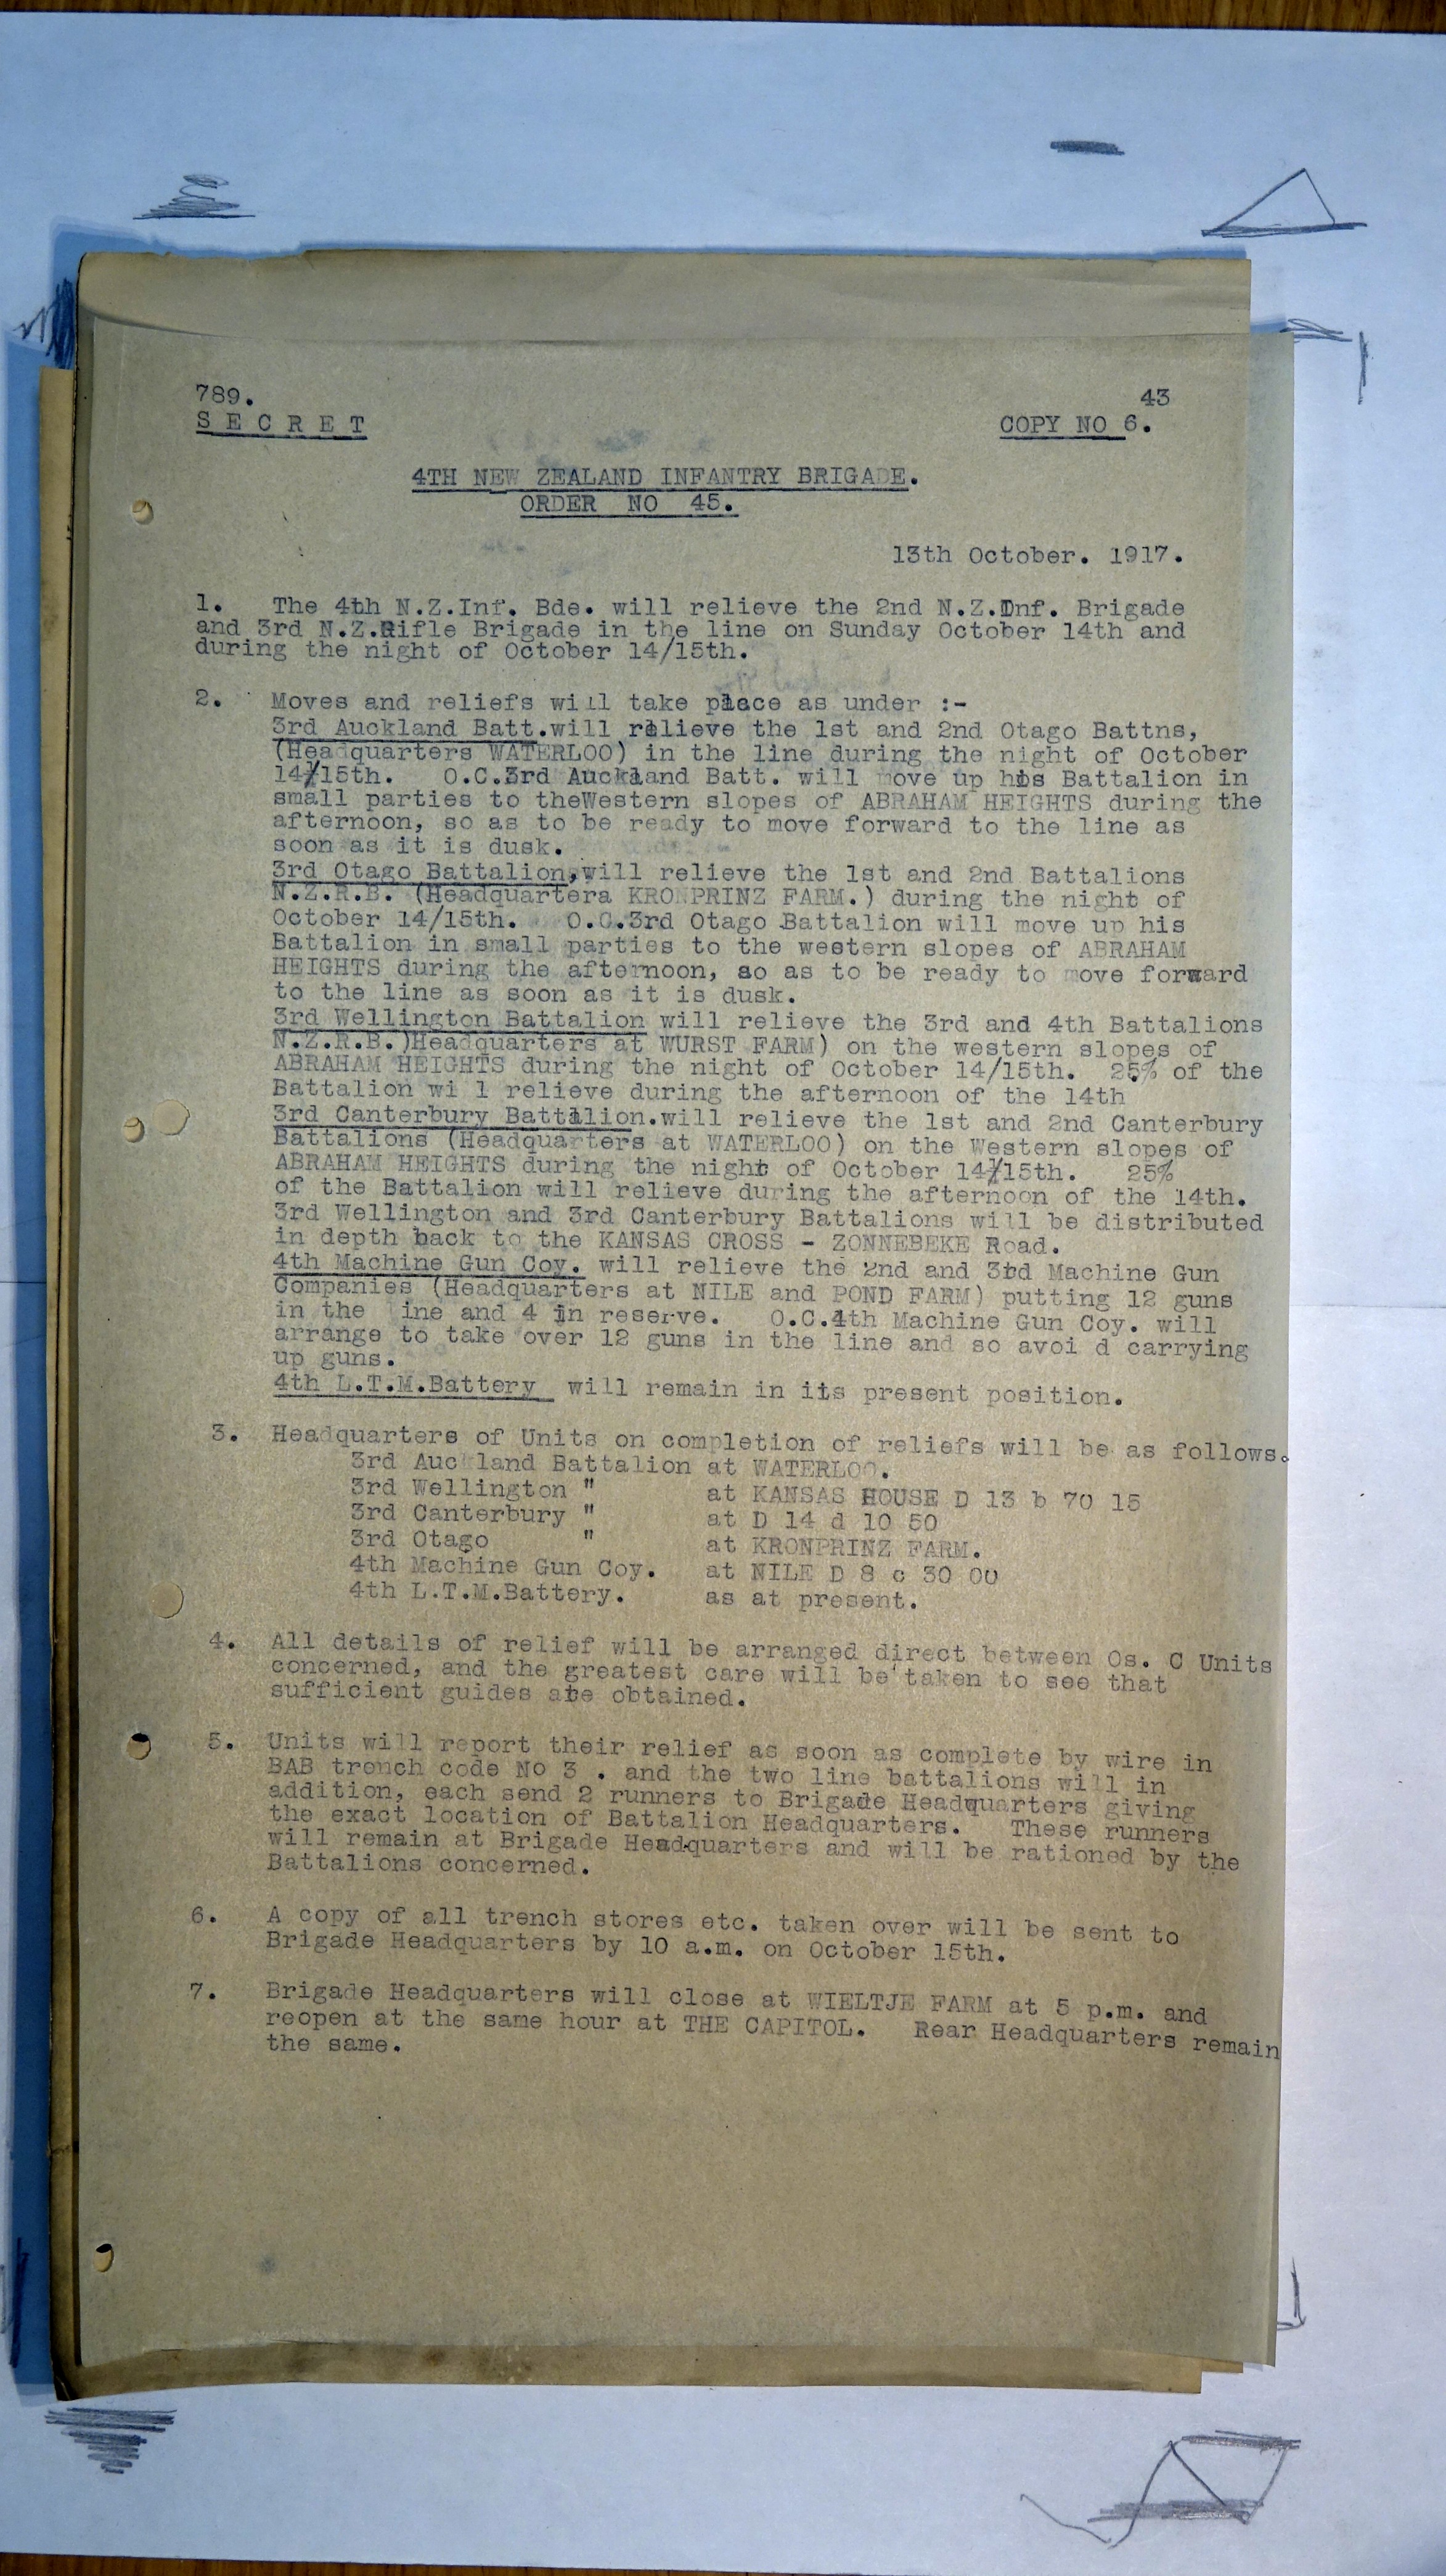 789. 43
S E C R E T COPY NO 6.
4TH NEW ZEALAND INFANTRY BRIGADE.
ORDER NO 45.
13th October. 1917.
1. The 4th N.Z.Inf. Bde. will relieve the 2nd N.Z.Inf. Brigade
and 3rd N.Z.Rifle Brigade in the line on Sunday October 14th and
during the night of October 14/15th.
2. Moves and reliefs will take place as under :-
3rd Auckland Batt.will relieve the 1st and 2nd Otago Battns,
(Headquarters WATERLOO) in the line during the night of October
14/15th. O.C.3rd Auckland Batt. will move up his Battalion in
small parties to theWestern slopes of ABRAHAM HEIGHTS during the
afternoon, so as to be ready to move forward to the line as
soon as it is dusk.
3rd Otago Battalion,will relieve the 1st and 2nd Battalions
N.Z.R.B. (Headquartera KRONPRINZ FARM.) during the night of
October 14/15th. O.C.3rd Otago Battalion will move up his
Battalion in small parties to the western slopes of ABRAHAM
HEIGHTS during the afternoon, so as to be ready to move forward
to the line as soon as it is dusk.
3rd Wellington Battalion will relieve the 3rd and 4th Battalions
N.Z.R.B.)Headquarters at WURST FARM) on the western slopes of
ABRAHAM HEIGHTS during the night of October 14/15th. 25% of the
Battalion wi l relieve during the afternoon of the 14th
3rd Canterbury Battalion.will relieve the 1st and 2nd Canterbury
Battalions (Headquarters at WATERLOO) on the Western slopes of
ABRAHAM HEIGHTS during the night of October 14/15th. 25%
of the Battalion will relieve during the afternoon of the 14th.
3rd Wellington and 3rd Canterbury Battalions will be distributed
in depth back to the KANSAS CROSS - ZONNEBEKE Road.
4th Machine Gun Coy. will relieve the 2nd and 3rd Machine Gun
Companies (Headquarters at NILE and POND FARM) putting 12 guns
in the ine and 4 in reserve. O.C.4th Machine Gun Coy. will
arrange to take over 12 guns in the line and so avoi d carrying
up guns.
4th L.T.M.Battery will remain in its present position.
3. Headquarters of Units on completion of reliefs will be as follows.
3rd Auckland Battalion at WATERLOO.
3rd Wellington " at KANSAS HOUSE D 13 b 70 15
3rd Canterbury " at D 14 d 10 50
3rd Otago " at KRONPRINZ FARM.
4th Machine Gun Coy. at NILE D 8 c 30 00
4th L.T.M.Battery. as at present.
4. All details of relief will be arranged direct between Os. C Units
concerned, and the greatest care will be taken to see that
sufficient guides are obtained.
5. Units will report their relief as soon as complete by wire in
BAB trench code No 3 . and the two line battalions will in
addition, each send 2 runners to Brigade Headquarters giving
the exact location of Battalion Headquarters. These runners
will remain at Brigade Headquarters and will be rationed by the
Battalions concerned.
6. A copy of all trench stores etc. taken over will be sent to
Brigade Headquarters by 10 a.m. on October 15th.
7. Brigade Headquarters will close at WIELTJE FARM at 5 p.m. and
reopen at the same hour at THE CAPITOL. Rear Headquarters remain
the same.